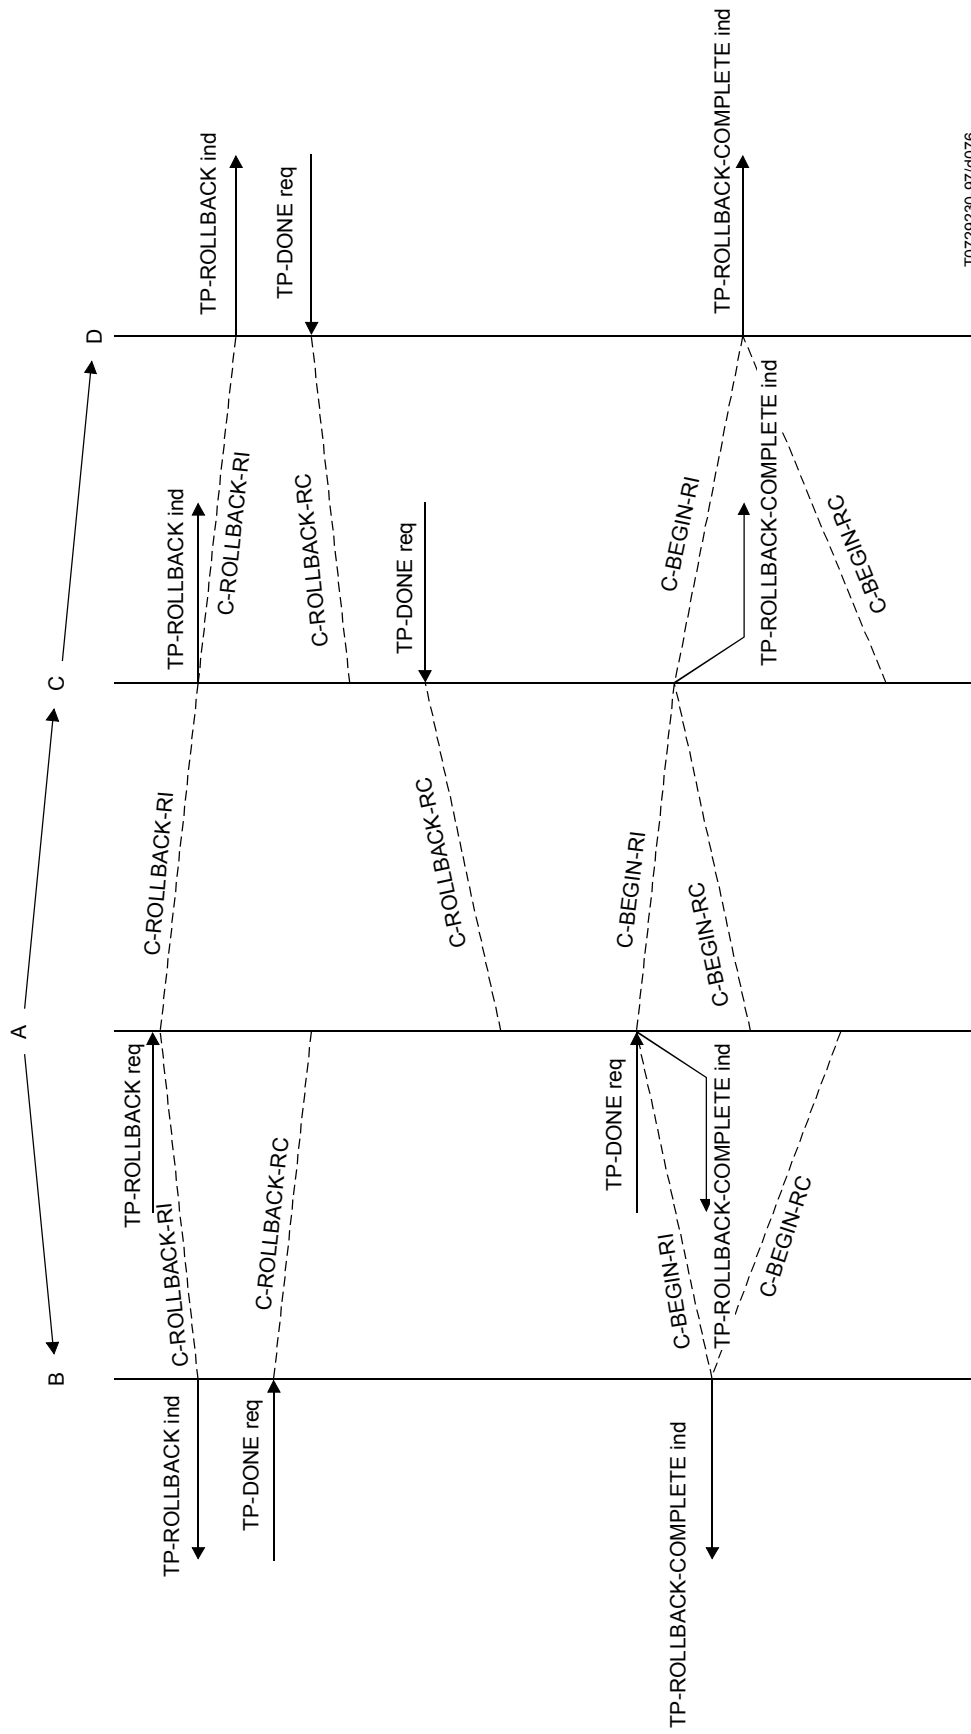 A
B
C
D
TP-ROLLBACK req
C-ROLLBACK-RI
TP-ROLLBACK ind
C-ROLLBACK-RI
TP-ROLLBACK ind
TP-ROLLBACK ind
C-ROLLBACK-RI
TP-DONE req
C-ROLLBACK-RC
TP-DONE req
C-ROLLBACK-RC
TP-DONE req
C-ROLLBACK-RC
TP-DONE req
C-BEGIN-RI
C-BEGIN-RI
TP-ROLLBACK-COMPLETE ind
C-BEGIN-RI
C-BEGIN-RC
TP-ROLLBACK-COMPLETE ind
TP-ROLLBACK-COMPLETE ind
TP-ROLLBACK-COMPLETE ind
C-BEGIN-RC
C-BEGIN-RC